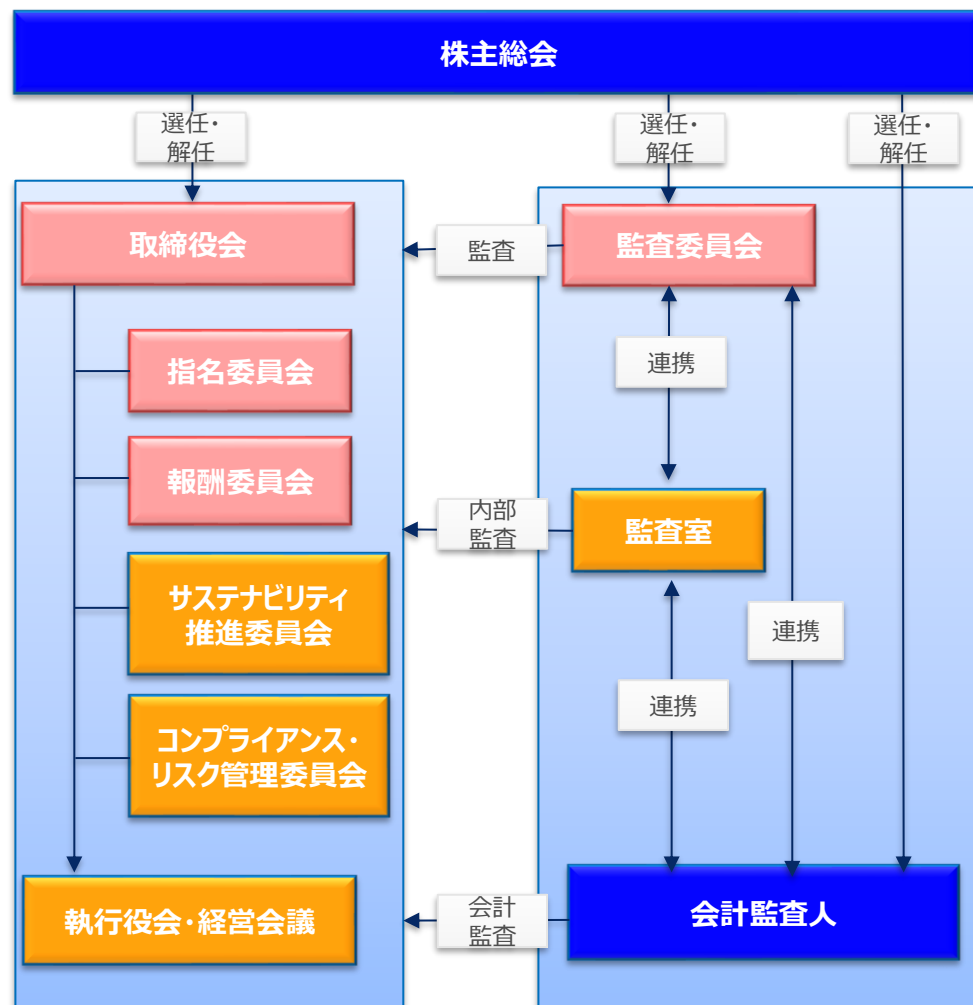 株主総会
選任・
解任
選任・
解任
選任・
解任
取締役会
監査
監査委員会
指名委員会
連携
報酬委員会
内部
監査
監査室
サステナビリティ
推進委員会
連携
連携
コンプライアンス・
リスク管理委員会
執行役会・経営会議
会計
監査
会計監査人